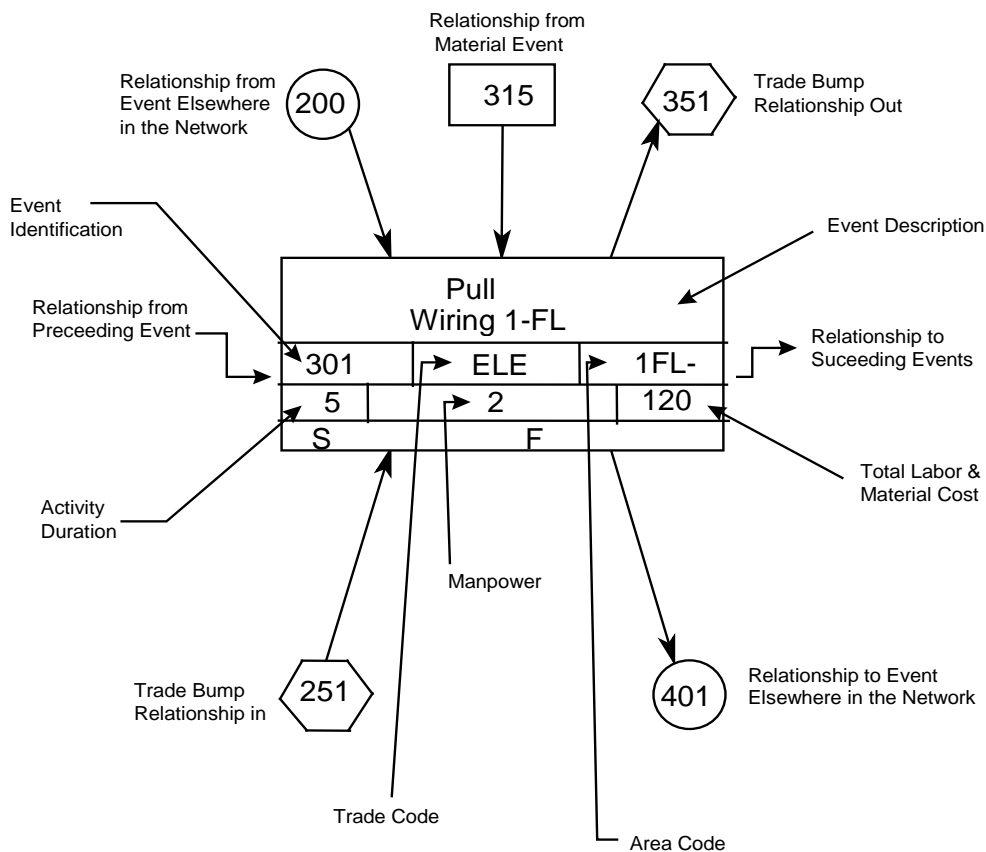 Relationship from
Material Event
Relationship from
Event Elsewhere
in the Network
200
315
351
Trade Bump
Relationship Out
Event
Identification
Event Description
Pull
Wiring 1-FL
Relationship from
Preceeding Event
Relationship to
Suceeding Events
301
ELE
1FL-
5
2
120
S
F
Total Labor &
Material Cost
Activity
Duration
Manpower
Trade Bump
Relationship in
251
401
Relationship to Event
Elsewhere in the Network
Trade Code
Area Code